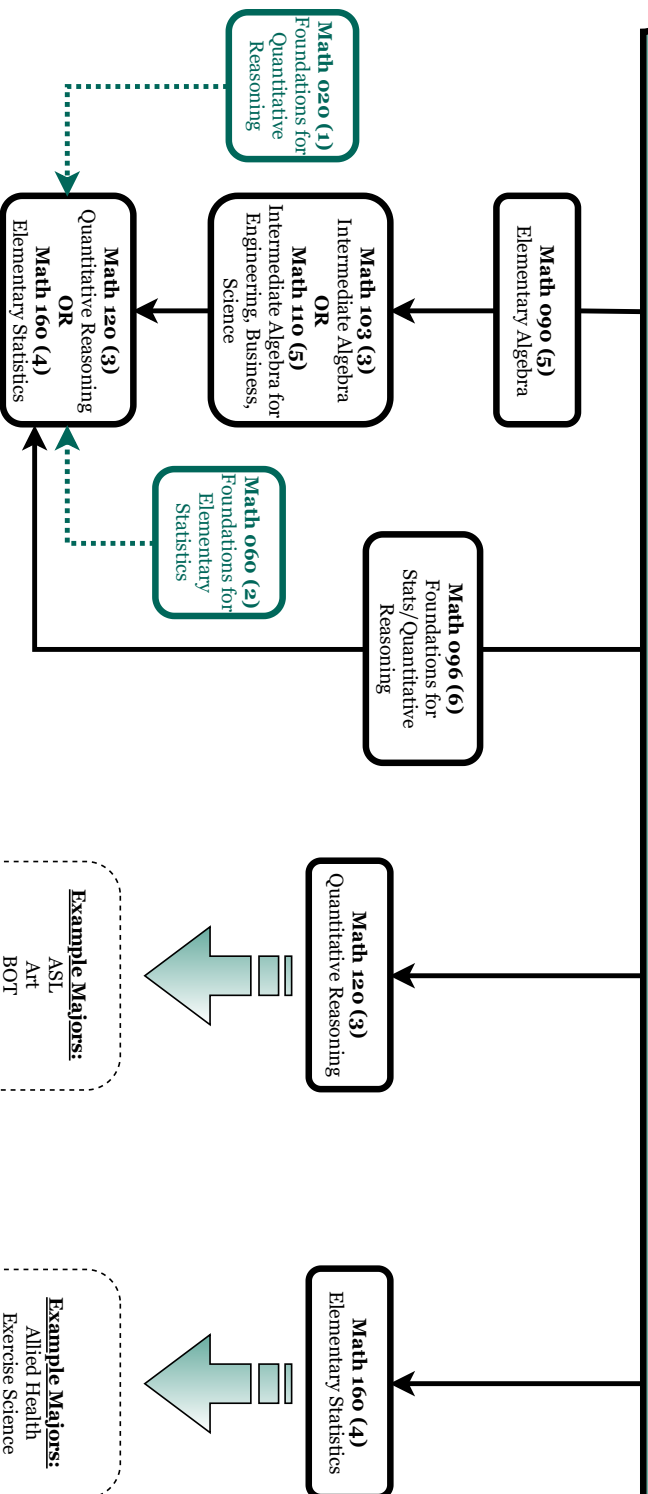 Math 020 (1)
Foundations for
Quantitative
Reasoning
Math 090 (5)
Elementary Algebra
Math 103 (3)
Intermediate Algebra
OR
Math 110 (5)
Intermediate Algebra for
Engineering, Business,
Science
Math 120 (3)
Quantitative Reasoning
OR
Math 160 (4)
Elementary Statistics
Math 060 (2)
Foundations for
Elementary
Statistics
Math 096 (6)
Foundations for
Stats/Quantitative
Reasoning
Math 120 (3)
Quantitative Reasoning
Example Majors:
ASL
Art
BOT
Math 160 (4)
Elementary Statistics
Example Majors:
Allied Health
Exercise Science